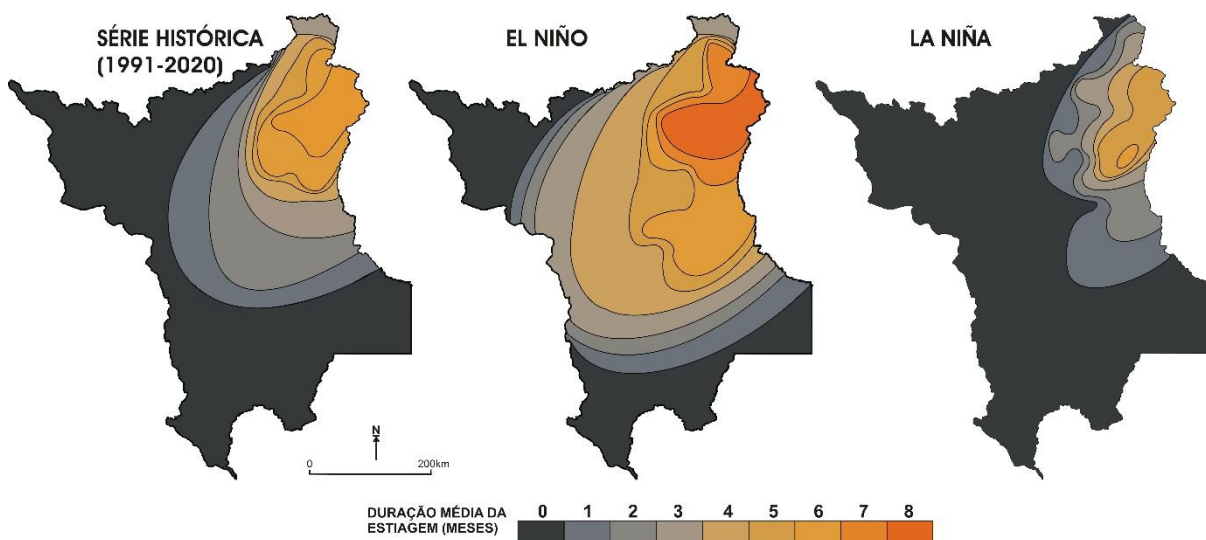 SÉRIE HISTÓRICA
(1991-2020)
EL NIÑO
LA NIÑA
N
0 200km
DURAÇÃO MÉDIA DA
ESTIAGEM (MESES)
0 1 2 3 4 5 6 7 8